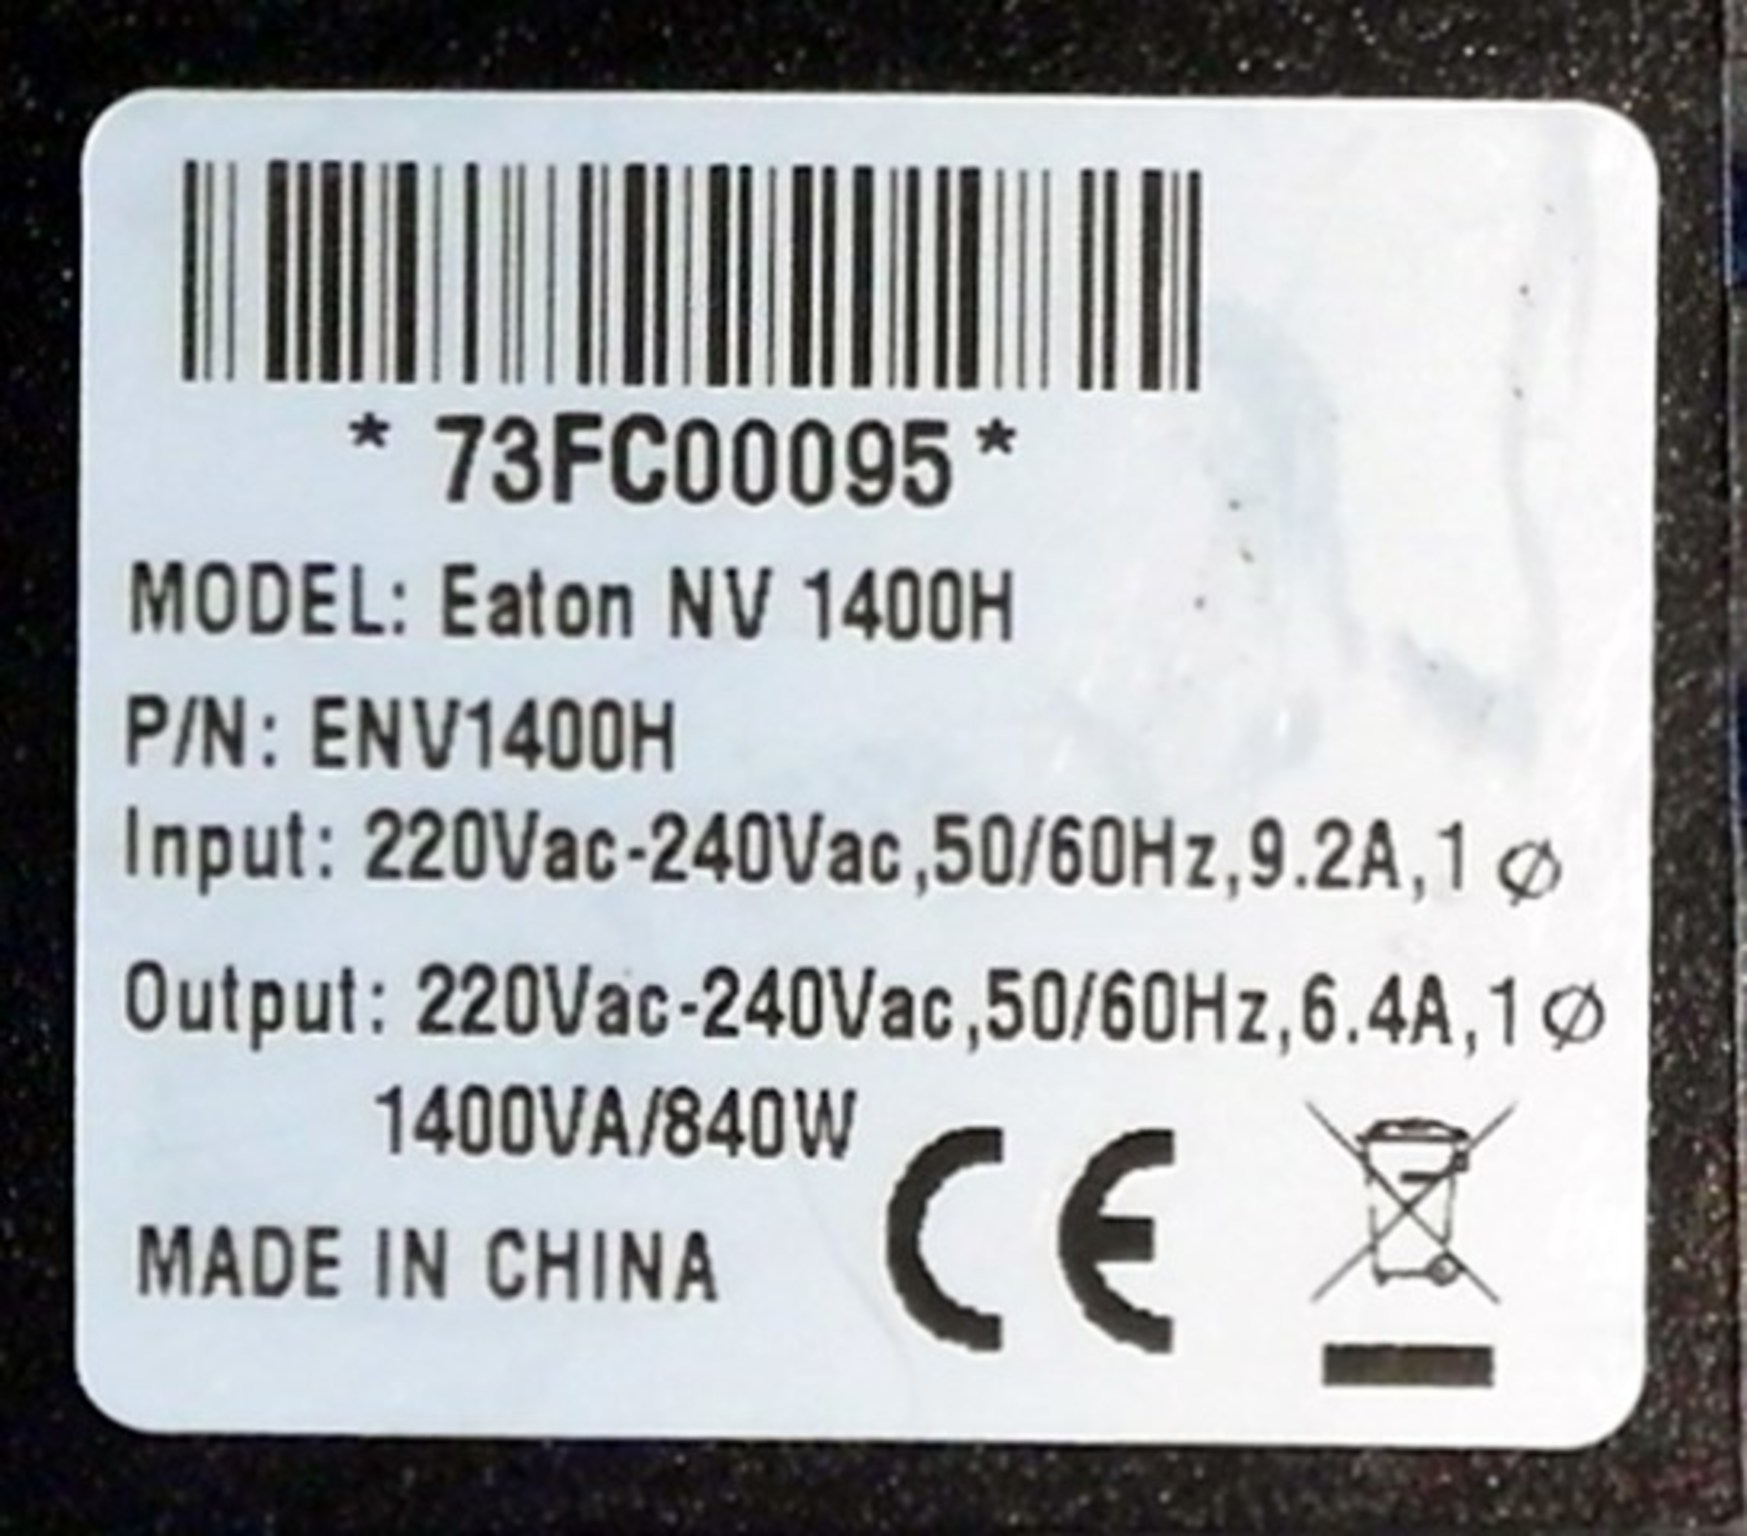 * 73FC00095 *
MODEL: Eaton NV 1400H
P/N: ENV1400H
Input: 220Vac-240Vac,50/60Hz,9.2A,1 ∅
Output: 220Vac-240Vac,50/60Hz,6.4A,1 ∅
1400VA/840W
CE
MADE IN CHINA